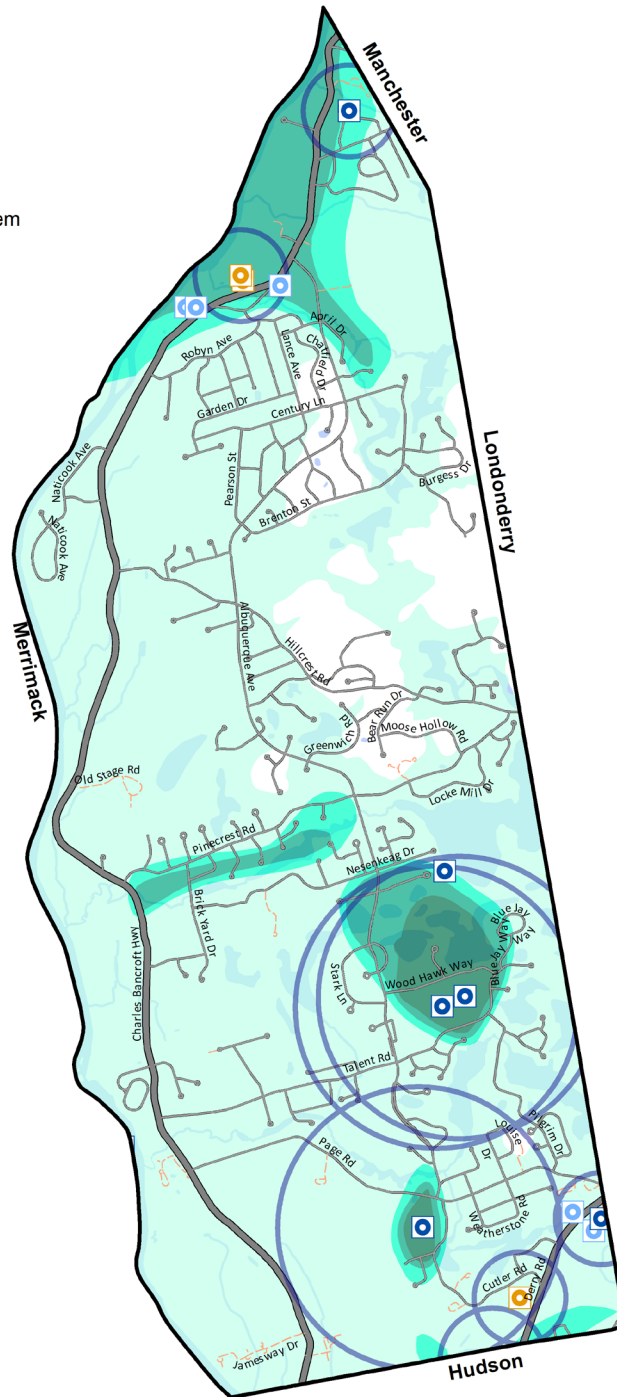 Manchester
em
April Dr
Robyn Ave
Lance Ave
Chatfield Dr
Garden Dr
Century Ln
Londonderry
Naticook Ave
Pearson St
Burgess Dr
Brenton St
Naticook Ave
Merrimack
Albuquerque Ave
Hillcrest Rd
Bear Run Dr
Greenwich Rd
Moose Hollow Rd
Old Stage Rd
Locke Mill Dr
Pinecrest Rd
Nesenkeag Dr
Brick Yard Dr
Blue Jay Way
Blue Jay Way
Charles Bancroft Hwy
Stark Ln
Wood Hawk Way
Talent Rd
Page Rd
Louise Dr
Pilgrim Dr
Weatherstone Rd
Cutler Rd
Derry Rd
Jamesway Dr
Hudson